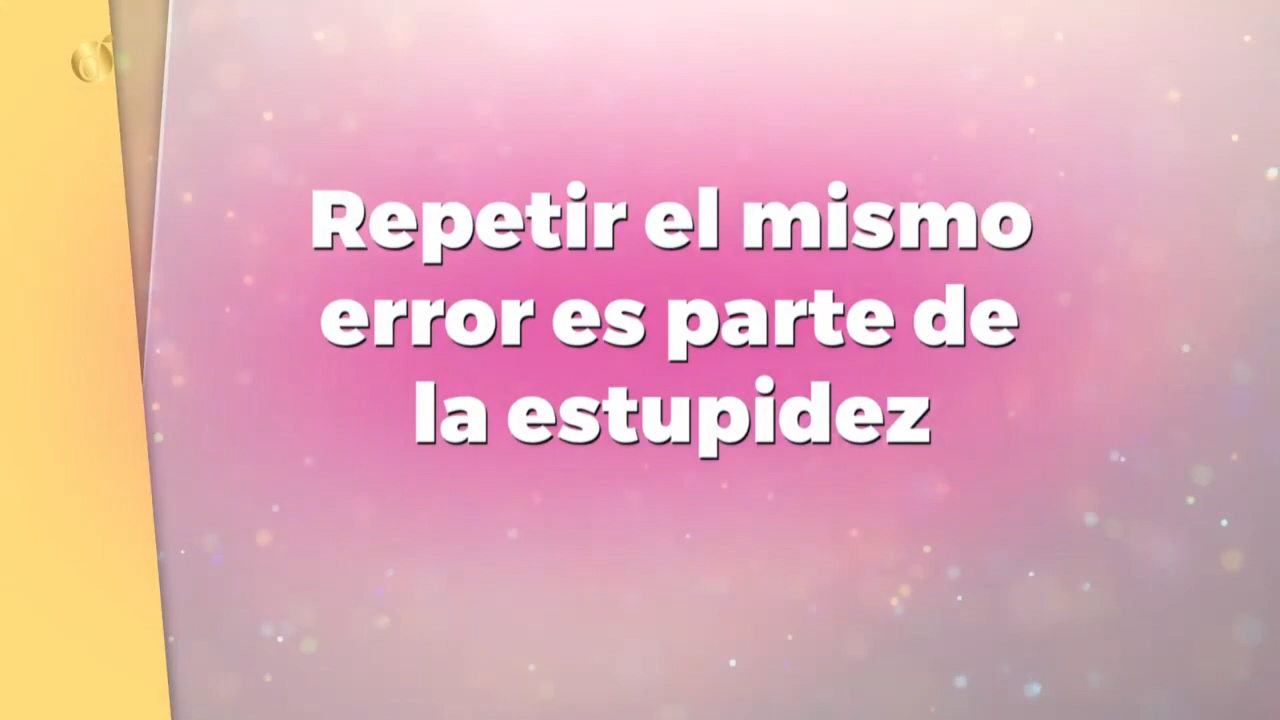 Repetir el mismo
error es parte de
la estupidez